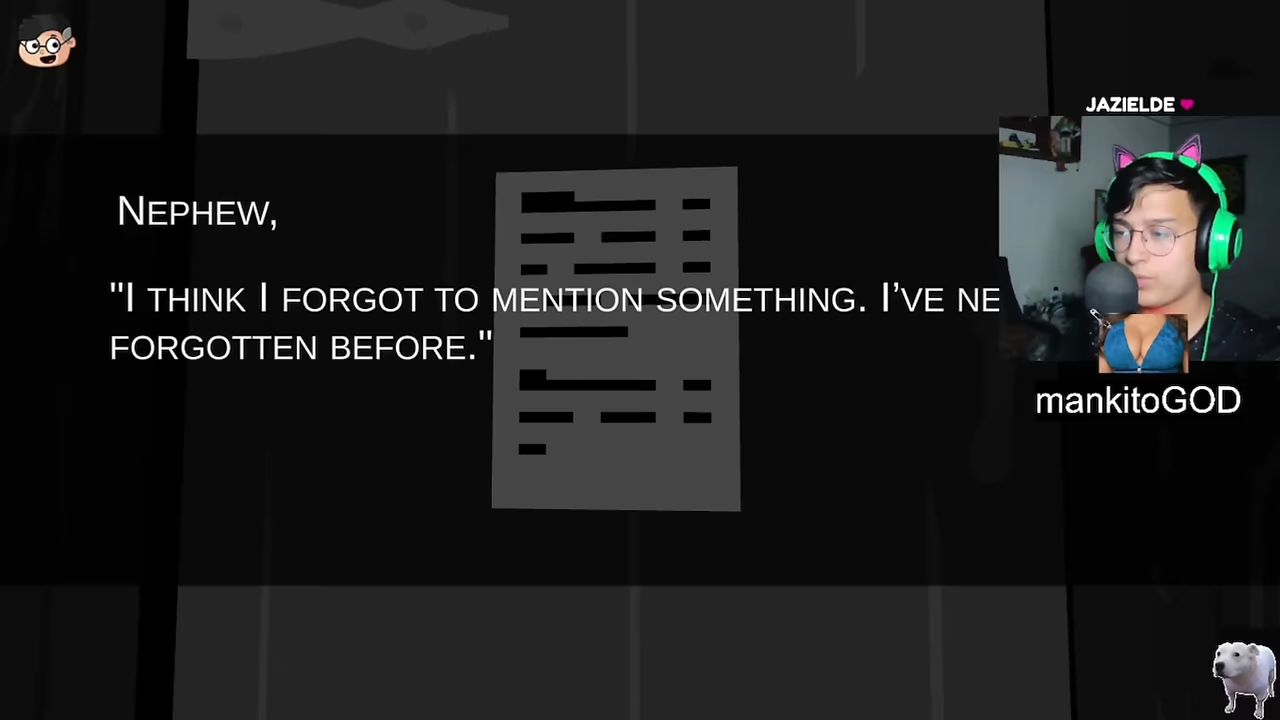 JAZIELDE
NEPHEW,
"I THINK I FORGOT TO MENTION SOMETHING. I'VE NE
FORGOTTEN BEFORE."
mankitoGOD